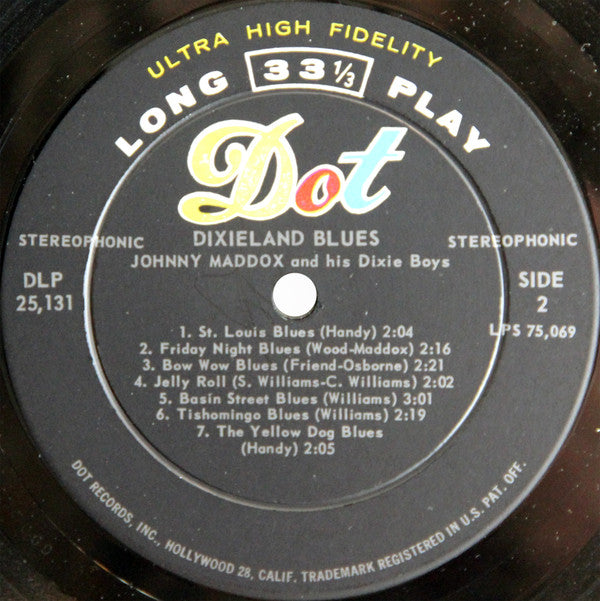 ULTRA HIGH FIDELITY
LONG 33 1/3 PLAY
Dot
STEREOPHONIC
DIXIELAND BLUES
STEREOPHONIC
JOHNNY MADDOX and his Dixie Boys
DLP
25,131
SIDE
2
LPS 75,069
1. St. Louis Blues (Handy) 2:04
2. Friday Night Blues (Wood-Maddox) 2:16
3. Bow Wow Blues (Friend-Osborne) 2:21
4. Jelly Roll (S. Williams-C. Williams) 2:02
5. Basin Street Blues (Williams) 3:01
6. Tishomingo Blues (Williams) 2:19
7. The Yellow Dog Blues
(Handy) 2:05
DOT RECORDS, INC., HOLLYWOOD 28, CALIF. TRADEMARK REGISTERED IN U.S. PAT. OFF.